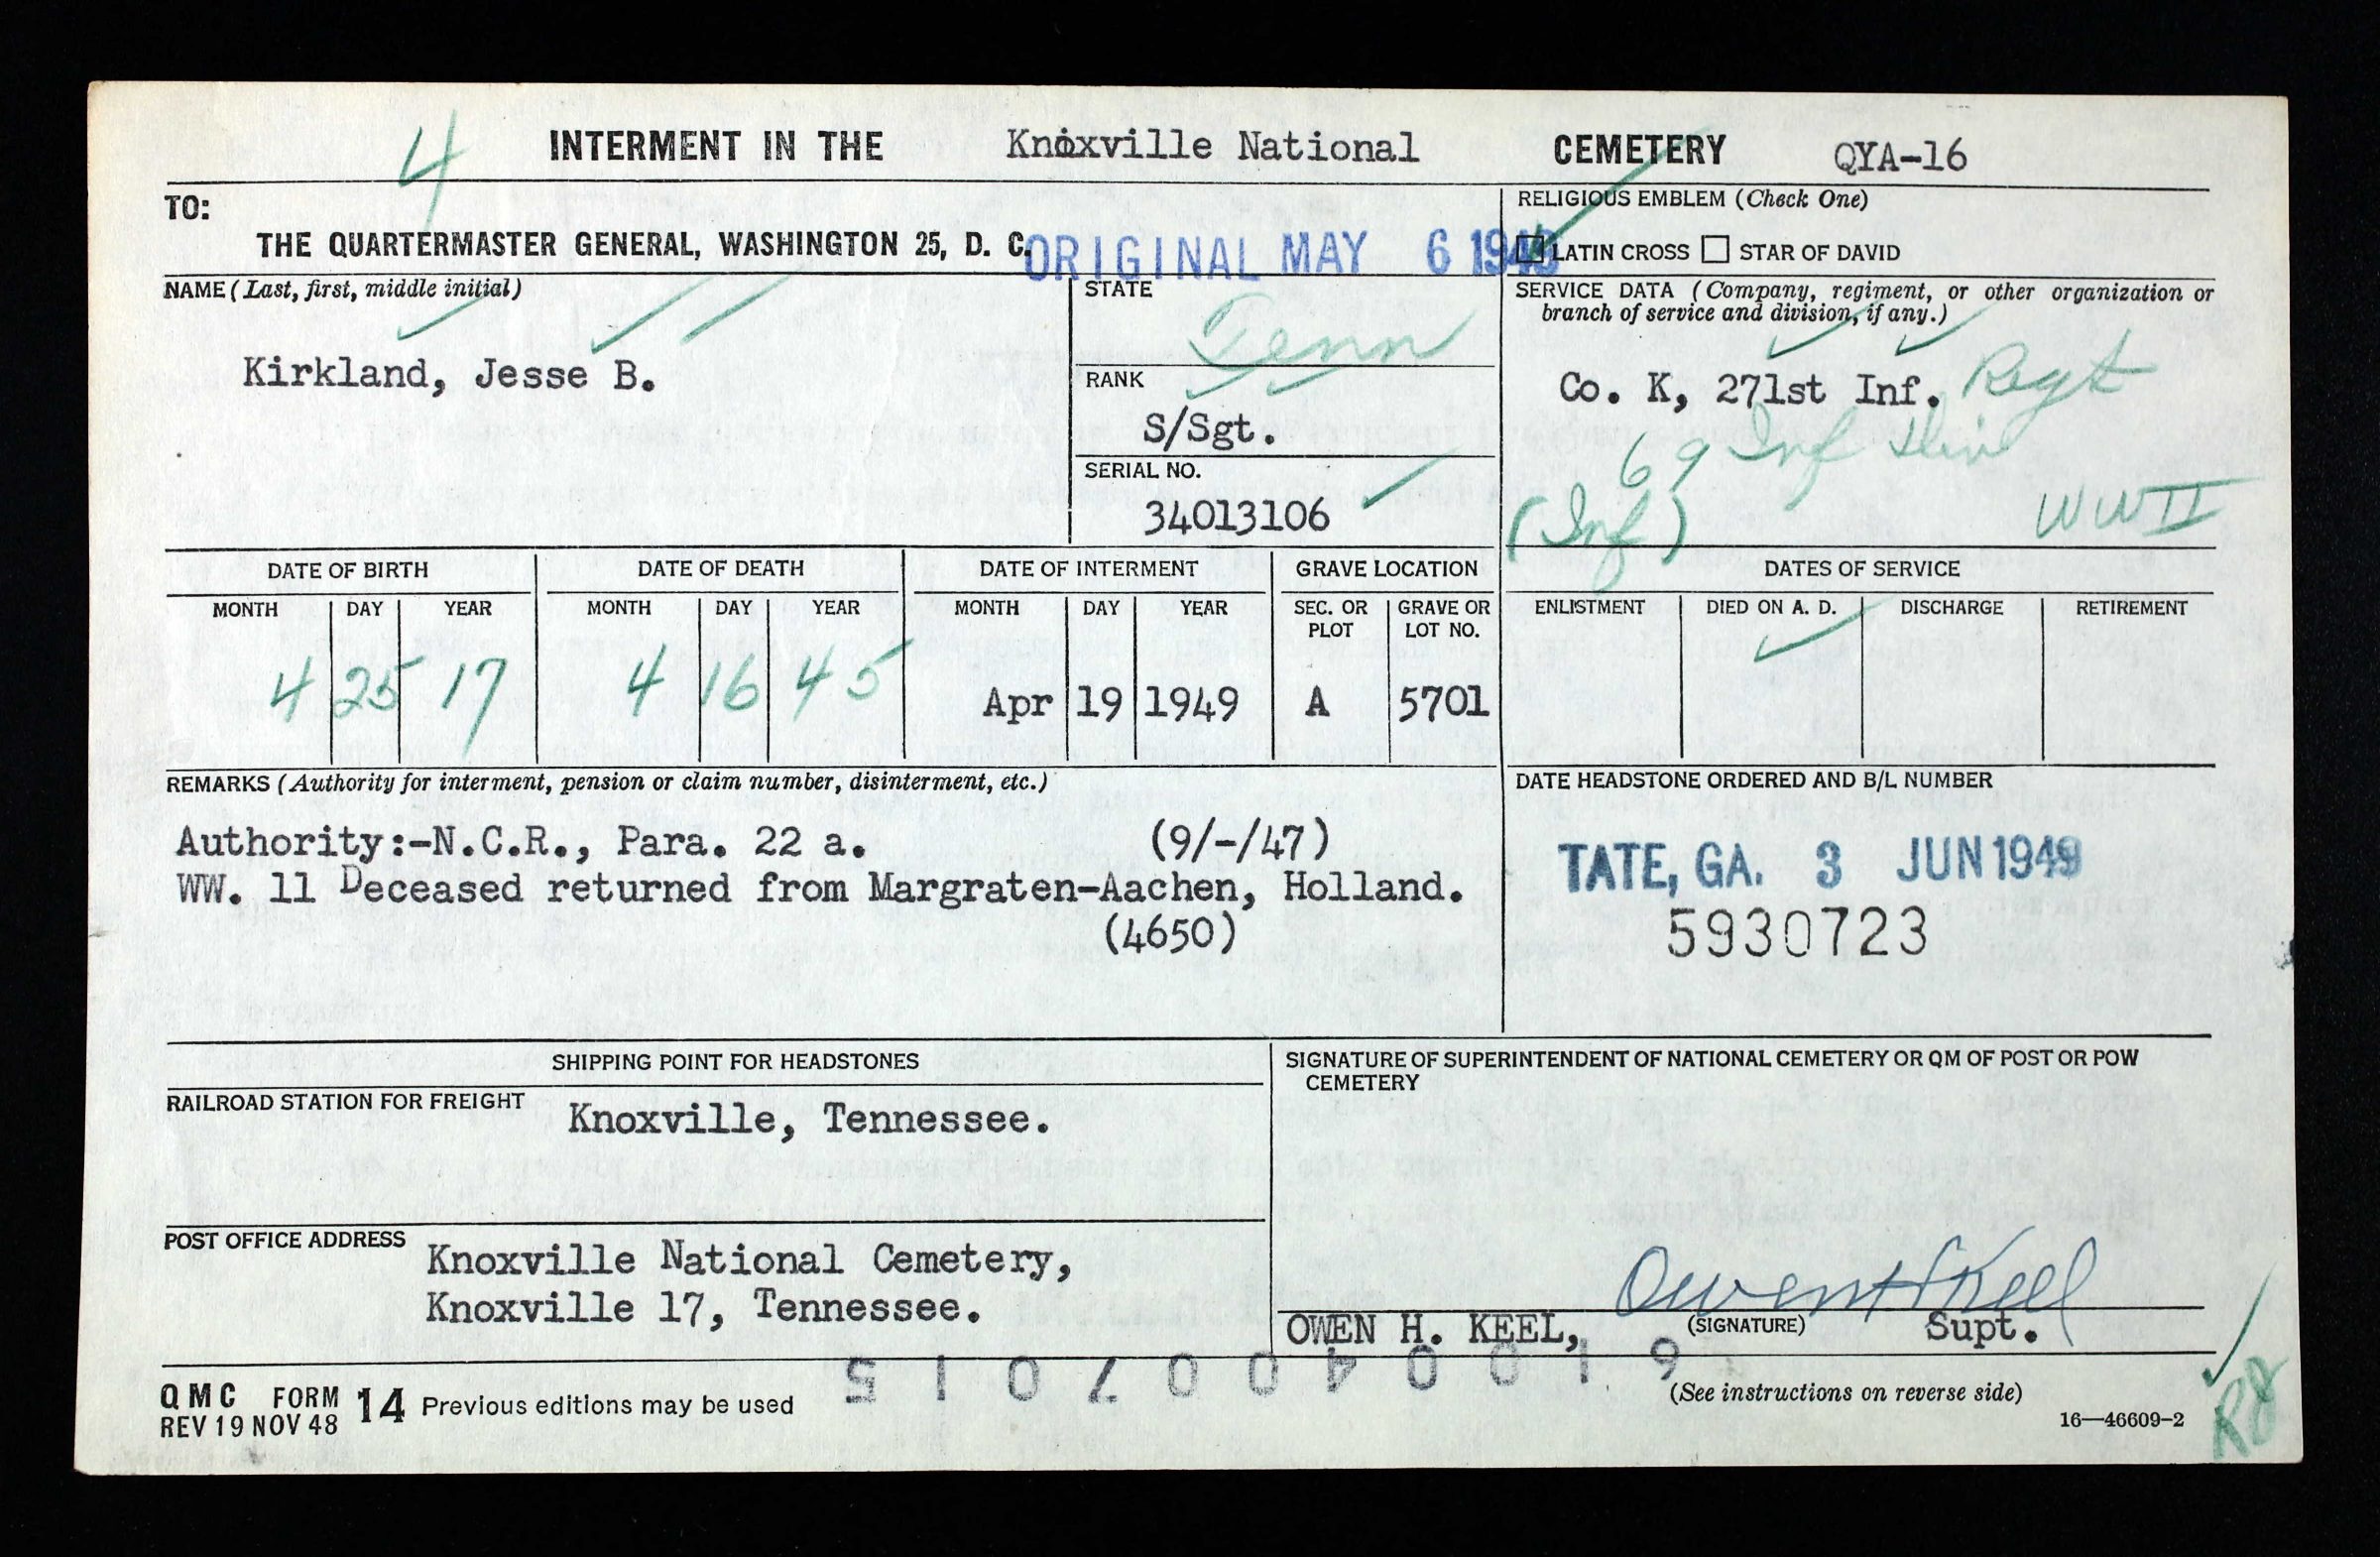 4 INTERMENT IN THE Knoxville National CEMETERY QYA-16
TO:
THE QUARTERMASTER GENERAL, WASHINGTON 25, D. C.
ORIGINAL MAY 6 1949
RELIGIOUS EMBLEM (Check One)
LATIN CROSS STAR OF DAVID
NAME (Last, first, middle initial)
Kirkland, Jesse B.
STATE
Tenn
RANK
S/Sgt.
SERIAL NO.
34013106
SERVICE DATA (Company, regiment, or other organization or
branch of service and division, if any.)
Co. K, 271st Inf. Regt
69 Inf Div
(Inf) WW II
DATE OF BIRTH DATE OF DEATH DATE OF INTERMENT GRAVE LOCATION DATES OF SERVICE
MONTH DAY YEAR MONTH DAY YEAR MONTH DAY YEAR SEC. OR PLOT GRAVE OR LOT NO. ENLISTMENT DIED ON A. D. DISCHARGE RETIREMENT
4 25 17 4 16 45 Apr 19 1949 A 5701
REMARKS (Authority for interment, pension or claim number, disinterment, etc.)
Authority:-N.C.R., Para. 22 a. (9/-/47)
WW. 11 Deceased returned from Margraten-Aachen, Holland.
(4650)
DATE HEADSTONE ORDERED AND B/L NUMBER
TATE, GA. 3 JUN 1949
5930723
SHIPPING POINT FOR HEADSTONES
RAILROAD STATION FOR FREIGHT Knoxville, Tennessee.
POST OFFICE ADDRESS Knoxville National Cemetery,
Knoxville 17, Tennessee.
SIGNATURE OF SUPERINTENDENT OF NATIONAL CEMETERY OR QM OF POST OR POW
CEMETERY
Owen H Keel
OWEN H. KEEL, (SIGNATURE) Supt.
QMC FORM 14 Previous editions may be used
REV 19 NOV 48
(See instructions on reverse side)
16—46609-2